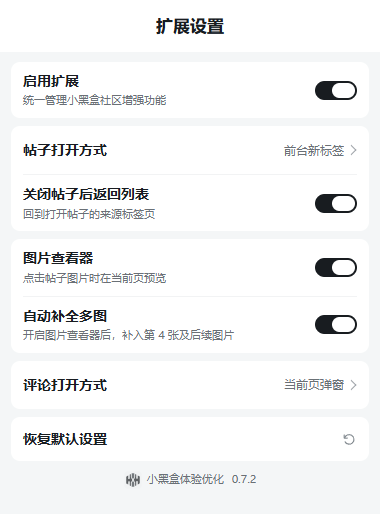 扩展设置
启用扩展
统一管理小黑盒社区增强功能
帖子打开方式
前台新标签
关闭帖子后返回列表
回到打开帖子的来源标签页
图片查看器
点击帖子图片时在当前页预览
自动补全多图
开启图片查看器后，补入第 4 张及后续图片
评论打开方式
当前页弹窗
恢复默认设置
小黑盒体验优化 0.7.2